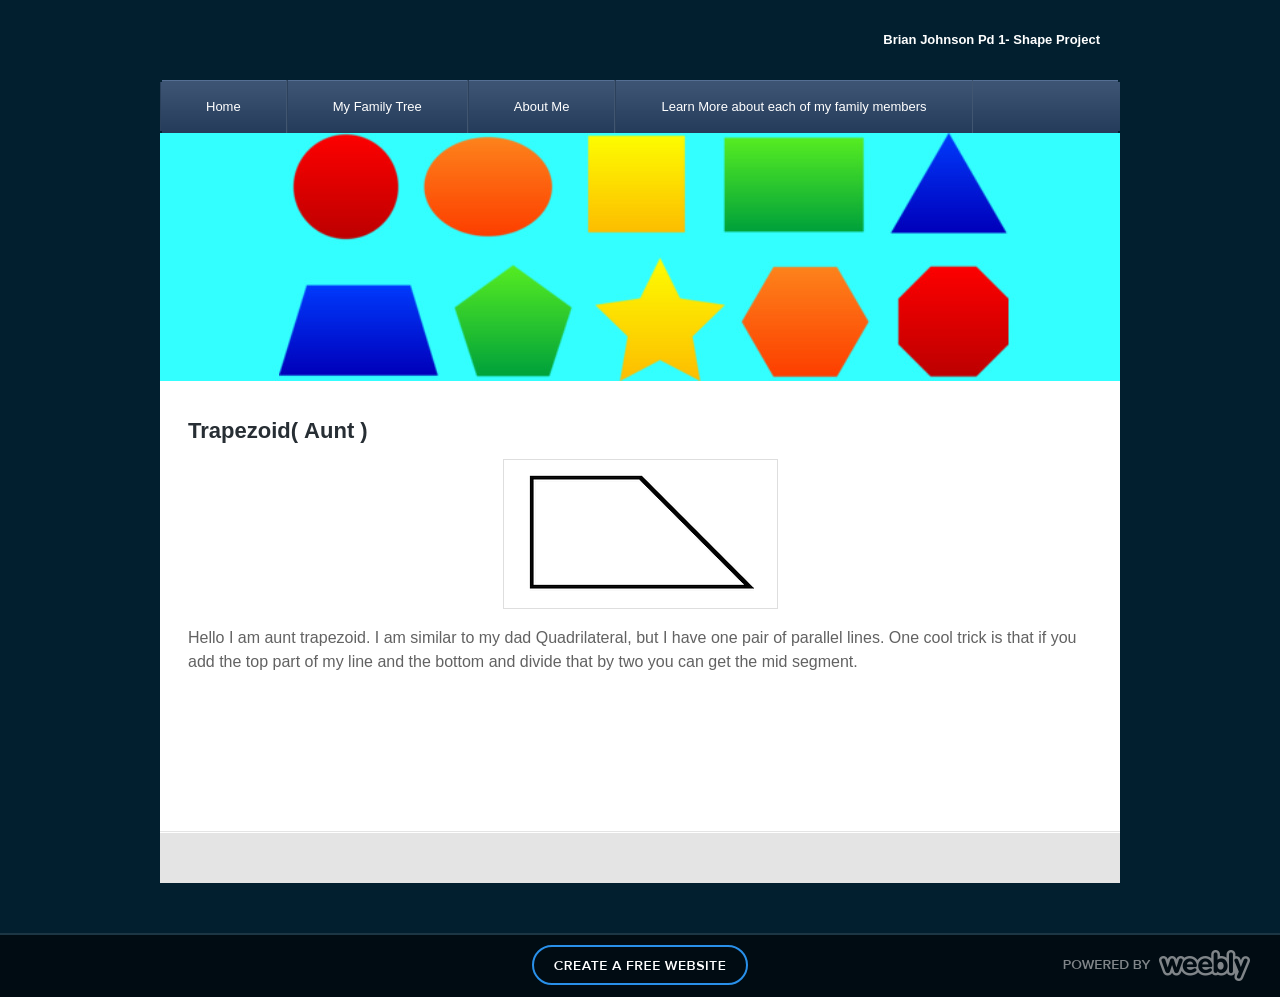 Brian Johnson Pd 1- Shape Project
Home
My Family Tree
About Me
Learn More about each of my family members
Trapezoid( Aunt )
Hello I am aunt trapezoid. I am similar to my dad Quadrilateral, but I have one pair of parallel lines. One cool trick is that if you
add the top part of my line and the bottom and divide that by two you can get the mid segment.
CREATE A FREE WEBSITE
POWERED BY weebly